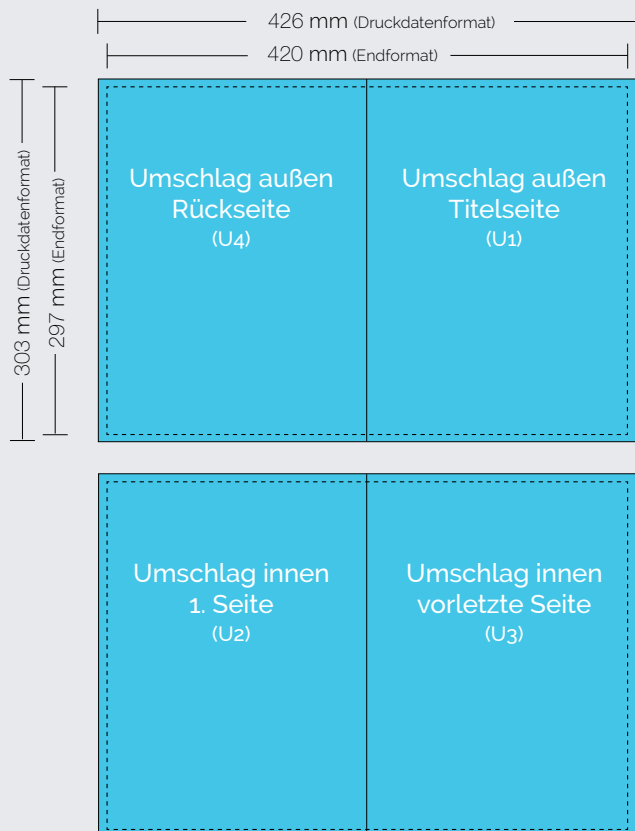 426 mm (Druckdatenformat)
420 mm (Endformat)
303 mm (Druckdatenformat)
297 mm (Endformat)
Umschlag außen
Rückseite
(U4)
Umschlag außen
Titelseite
(U1)
Umschlag innen
1. Seite
(U2)
Umschlag innen
vorletzte Seite
(U3)